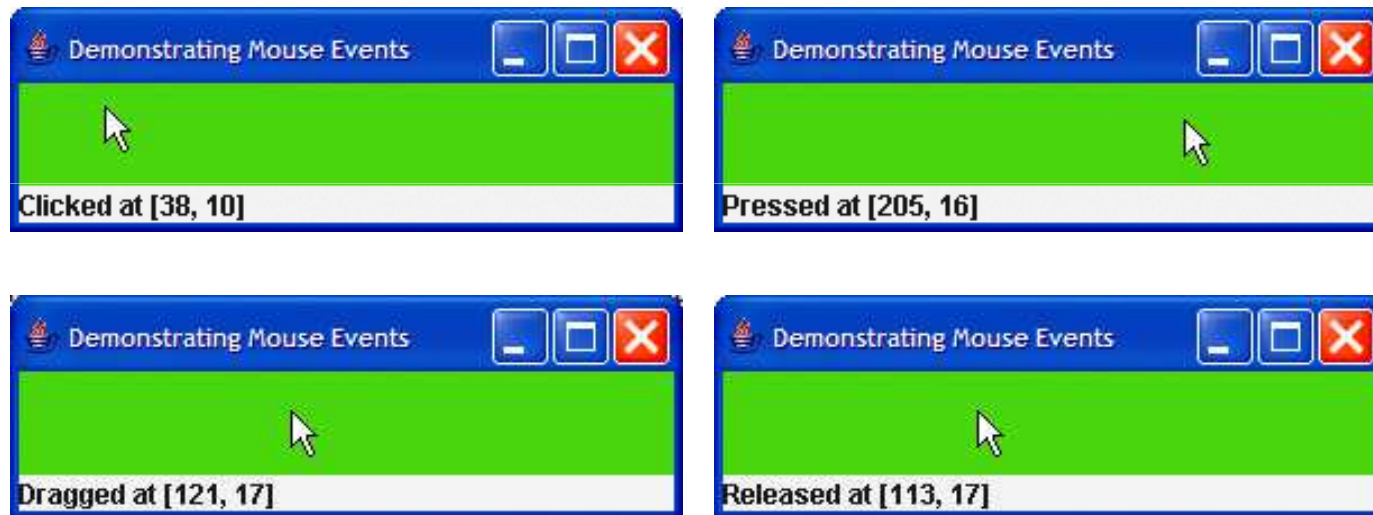 Demonstrating Mouse Events
Clicked at [38, 10]
Demonstrating Mouse Events
Pressed at [205, 16]
Demonstrating Mouse Events
Dragged at [121, 17]
Demonstrating Mouse Events
Released at [113, 17]